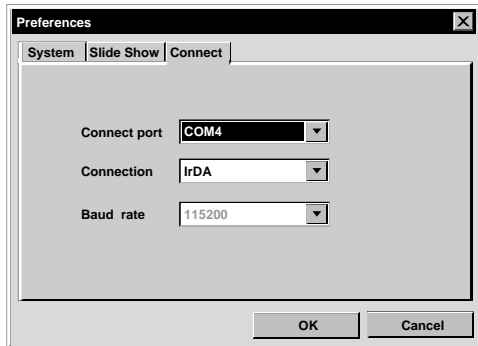 Preferences
System Slide Show Connect
Connect port COM4
Connection IrDA
Baud rate 115200
OK Cancel